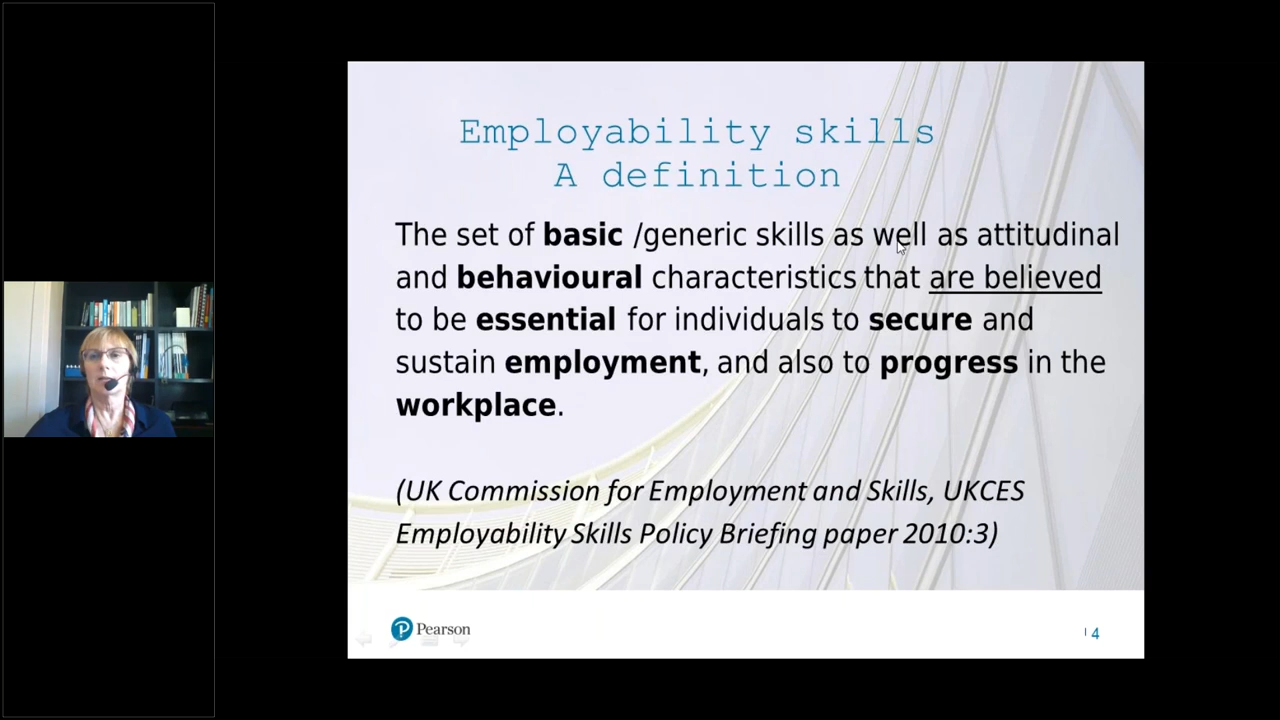 Employability skills
A definition
The set of basic /generic skills as well as attitudinal
and behavioural characteristics that are believed
to be essential for individuals to secure and
sustain employment, and also to progress in the
workplace.
(UK Commission for Employment and Skills, UKCES
Employability Skills Policy Briefing paper 2010:3)
Pearson
4